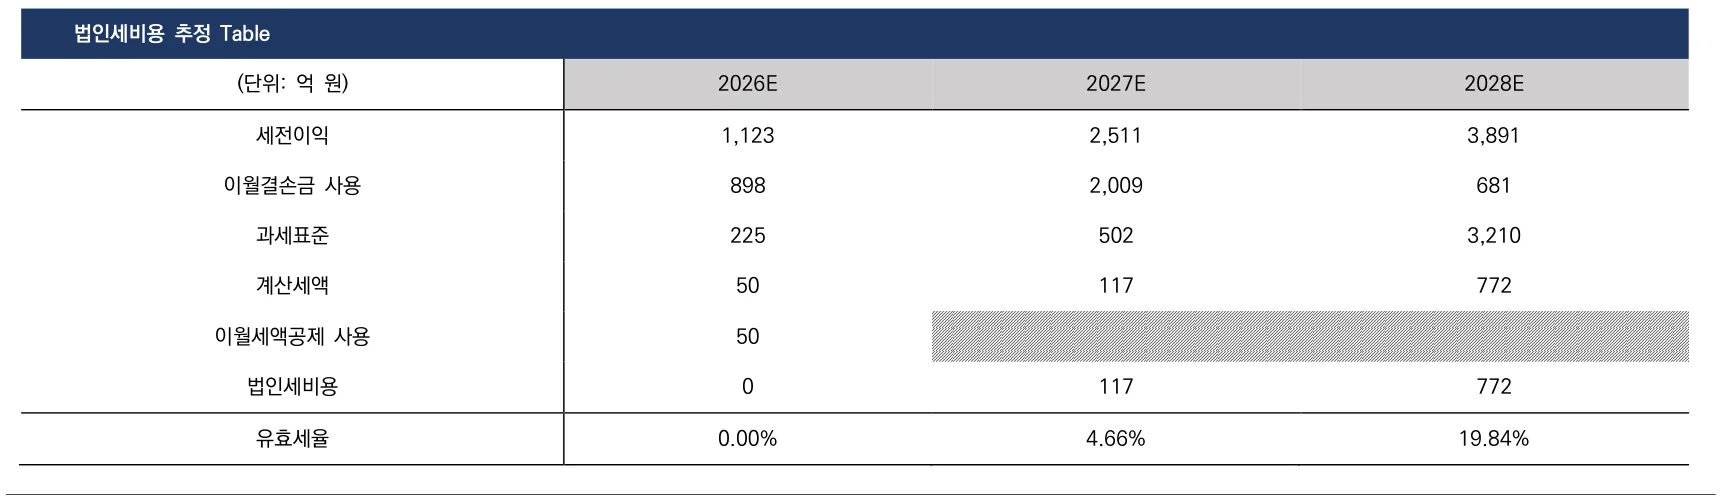 법인세비용 추정 Table
(단위: 억 원) 2026E 2027E 2028E
세전이익 1,123 2,511 3,891
이월결손금 사용 898 2,009 681
과세표준 225 502 3,210
계산세액 50 117 772
이월세액공제 사용 50
법인세비용 0 117 772
유효세율 0.00% 4.66% 19.84%